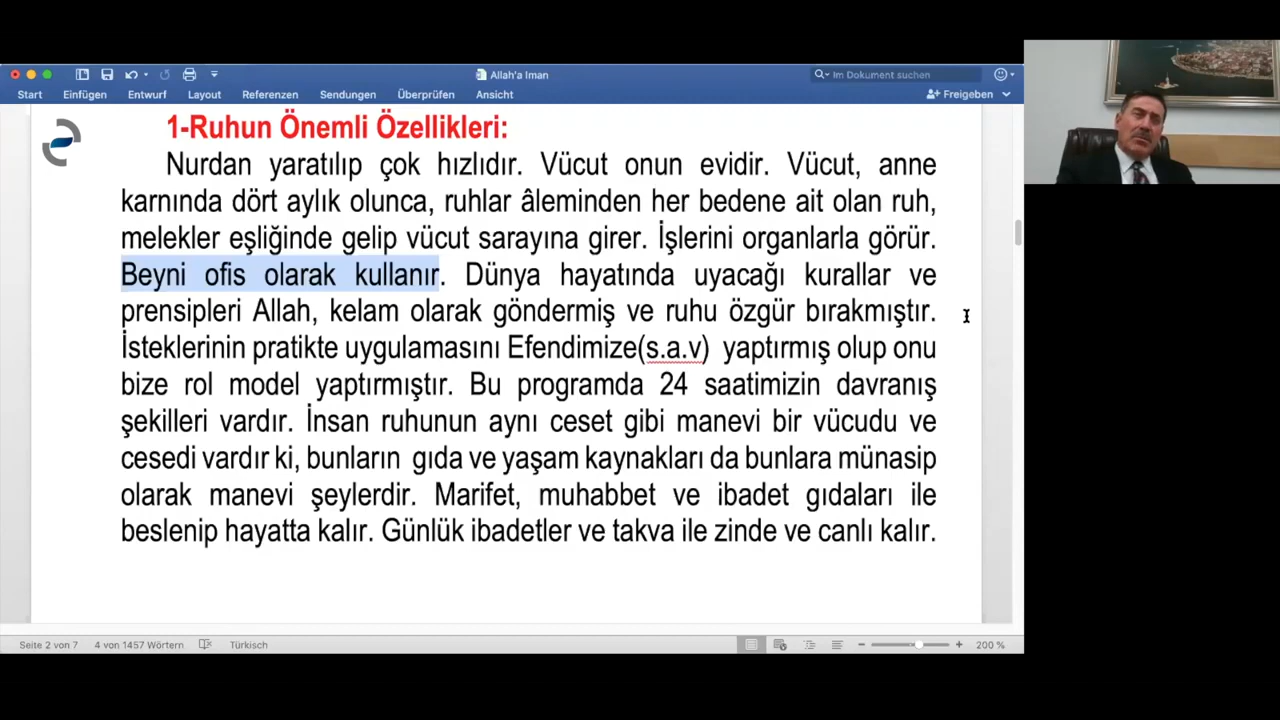 Allah'a Iman
Im Dokument suchen
Start Einfügen Entwurf Layout Referenzen Sendungen Überprüfen Ansicht Freigeben
1-Ruhun Önemli Özellikleri:
Nurdan yaratılıp çok hızlıdır. Vücut onun evidir. Vücut, anne
karnında dört aylık olunca, ruhlar âleminden her bedene ait olan ruh,
melekler eşliğinde gelip vücut sarayına girer. İşlerini organlarla görür.
Beyni ofis olarak kullanır. Dünya hayatında uyacağı kurallar ve
prensipleri Allah, kelam olarak göndermiş ve ruhu özgür bırakmıştır.
İsteklerinin pratikte uygulamasını Efendimize(s.a.v) yaptırmış olup onu
bize rol model yaptırmıştır. Bu programda 24 saatimizin davranış
şekilleri vardır. İnsan ruhunun aynı ceset gibi manevi bir vücudu ve
cesedi vardır ki, bunların gıda ve yaşam kaynakları da bunlara münasip
olarak manevi şeylerdir. Marifet, muhabbet ve ibadet gıdaları ile
beslenip hayatta kalır. Günlük ibadetler ve takva ile zinde ve canlı kalır.
Seite 2 von 7 4 von 1457 Wörtern Türkisch 200 %